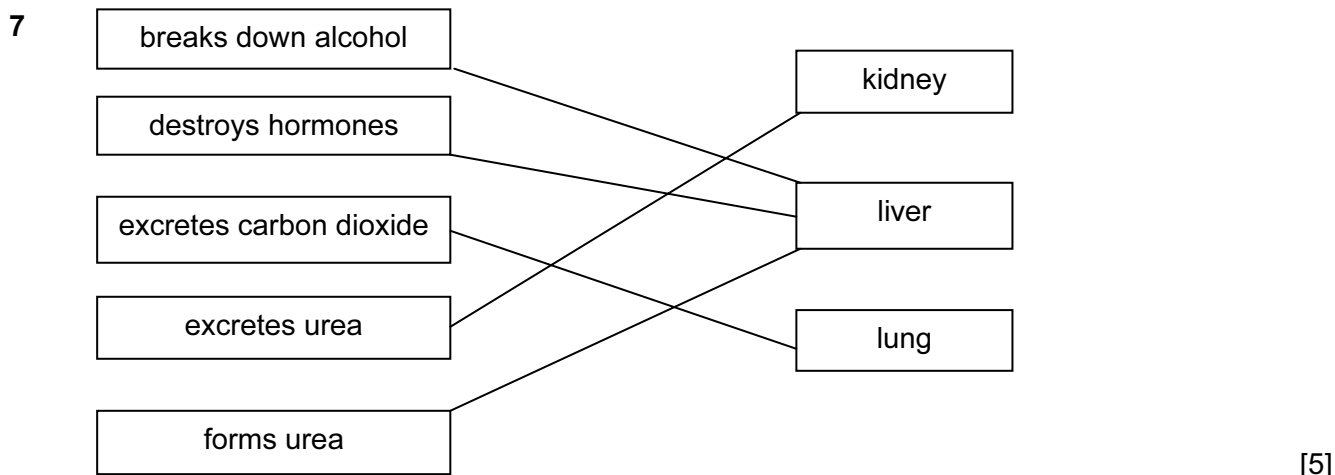 7
breaks down alcohol
kidney
destroys hormones
liver
excretes carbon dioxide
excretes urea
lung
forms urea
[5]